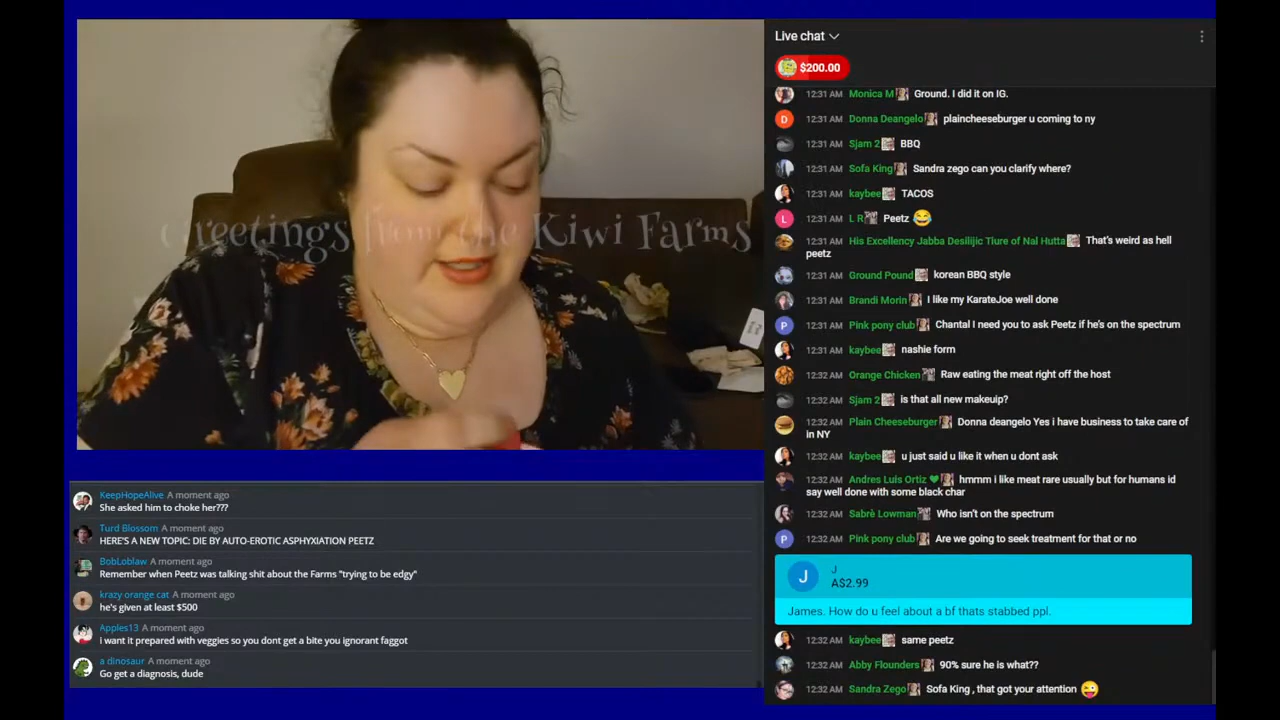 Greetings from the Kiwi Farms
KeepHopeAlive A moment ago
She asked him to choke her???
Turd Blossom A moment ago
HERE'S A NEW TOPIC: DIE BY AUTO-EROTIC ASPHYXIATION PEETZ
BobLoblaw A moment ago
Remember when Peetz was talking shit about the Farms "trying to be edgy"
krazy orange cat A moment ago
he's given at least $500
Apples13 A moment ago
i want it prepared with veggies so you dont get a bite you ignorant faggot
a dinosaur A moment ago
Go get a diagnosis, dude
Live chat
$200.00
12:31 AM Monica M Ground. I did it on IG.
D 12:31 AM Donna Deangelo plaincheeseburger u coming to ny
12:31 AM Sjam 2 BBQ
12:31 AM Sofa King Sandra zego can you clarify where?
12:31 AM kaybee TACOS
L 12:31 AM L R Peetz 😂
12:31 AM His Excellency Jabba Desilijic Tiure of Nal Hutta That's weird as hell
peetz
12:31 AM Ground Pound korean BBQ style
12:31 AM Brandi Morin I like my KarateJoe well done
P 12:31 AM Pink pony club Chantal I need you to ask Peetz if he's on the spectrum
12:31 AM kaybee nashie form
12:32 AM Orange Chicken Raw eating the meat right off the host
12:32 AM Sjam 2 is that all new makeup?
12:32 AM Plain Cheeseburger Donna deangelo Yes i have business to take care of
in NY
12:32 AM kaybee u just said u like it when u dont ask
12:32 AM Andres Luis Ortiz hmmm i like meat rare usually but for humans id
say well done with some black char
12:32 AM Sabrè Lowman Who isn't on the spectrum
P 12:32 AM Pink pony club Are we going to seek treatment for that or no
J J
A$2.99
James. How do u feel about a bf thats stabbed ppl.
12:32 AM kaybee same peetz
12:32 AM Abby Flounders 90% sure he is what??
12:32 AM Sandra Zego Sofa King , that got your attention 😜